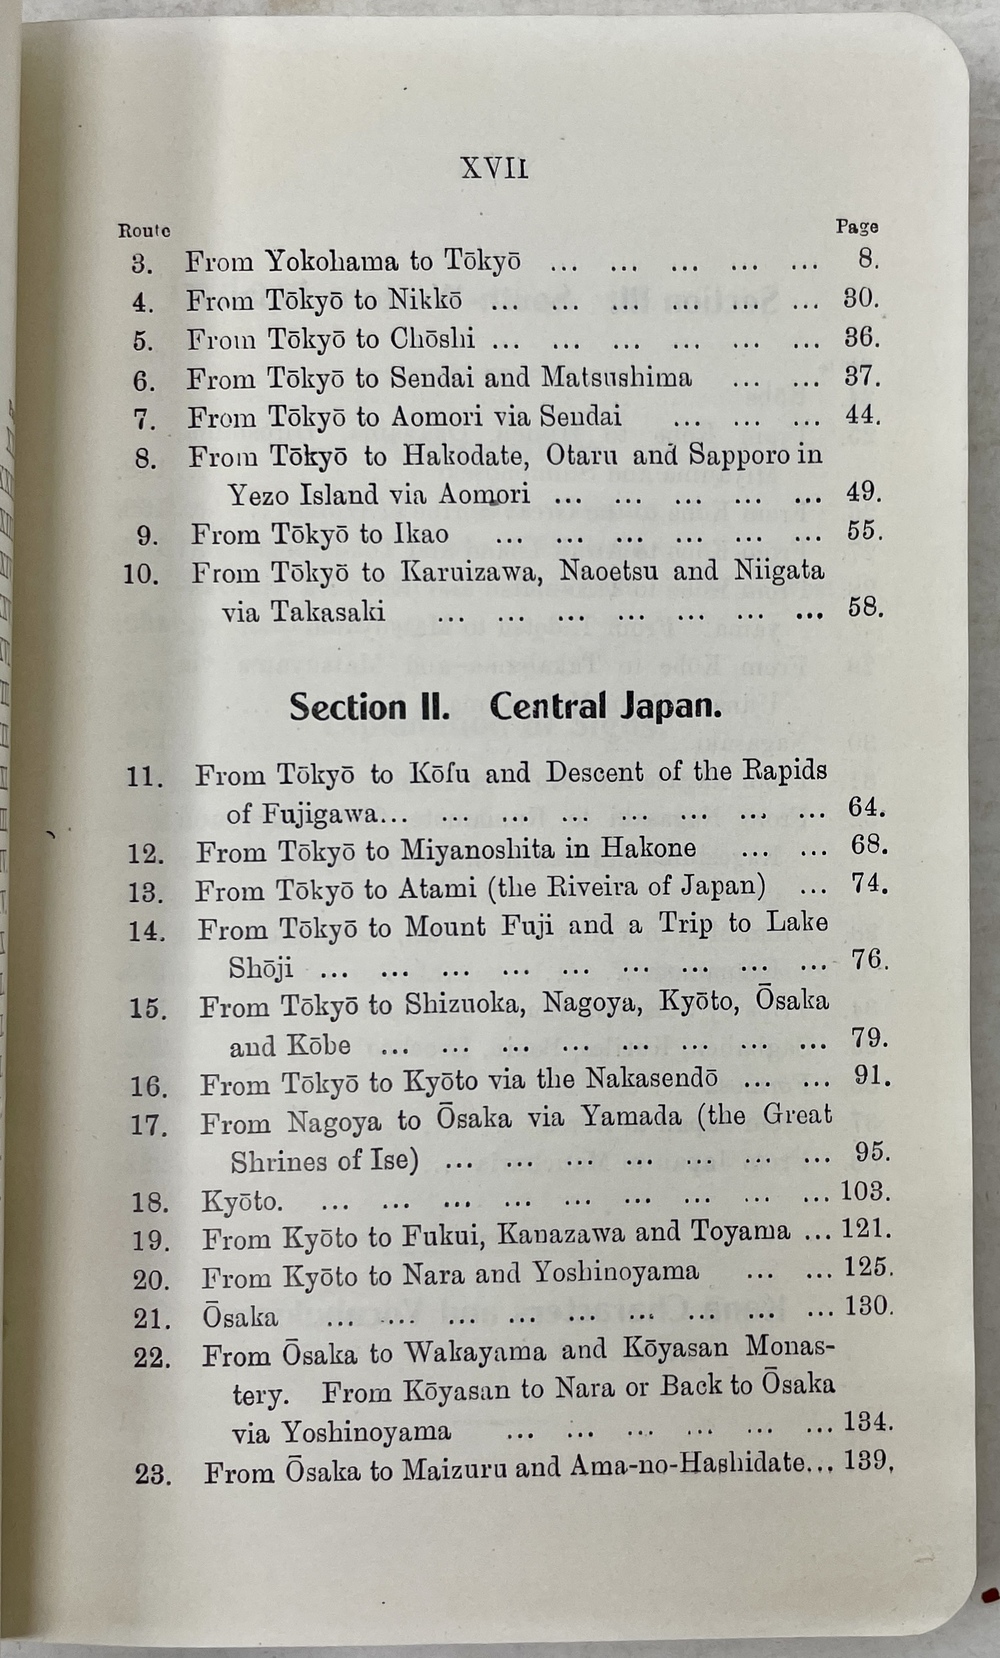 XVII
Route Page
3. From Yokohama to Tōkyō ... ... ... ... ... 8.
4. From Tōkyō to Nikkō ... ... ... ... ... ... 30.
5. From Tōkyō to Chōshi ... ... ... ... ... ... 36.
6. From Tōkyō to Sendai and Matsushima ... ... 37.
7. From Tōkyō to Aomori via Sendai ... ... ... 44.
8. From Tōkyō to Hakodate, Otaru and Sapporo in
Yezo Island via Aomori ... ... ... ... ... 49.
9. From Tōkyō to Ikao ... ... ... ... ... ... 55.
10. From Tōkyō to Karuizawa, Naoetsu and Niigata
via Takasaki ... ... ... ... ... ... ... 58.
Section II. Central Japan.
11. From Tōkyō to Kōfu and Descent of the Rapids
of Fujigawa... ... ... ... ... ... ... ... 64.
12. From Tōkyō to Miyanoshita in Hakone ... ... 68.
13. From Tōkyō to Atami (the Riveira of Japan) ... 74.
14. From Tōkyō to Mount Fuji and a Trip to Lake
Shōji ... ... ... ... ... ... ... ... ... 76.
15. From Tōkyō to Shizuoka, Nagoya, Kyōto, Ōsaka
and Kōbe ... ... ... ... ... ... ... ... 79.
16. From Tōkyō to Kyōto via the Nakasendō ... ... 91.
17. From Nagoya to Ōsaka via Yamada (the Great
Shrines of Ise) ... ... ... ... ... ... ... 95.
18. Kyōto. ... ... ... ... ... ... ... ... ... 103.
19. From Kyōto to Fukui, Kanazawa and Toyama ... 121.
20. From Kyōto to Nara and Yoshinoyama ... ... 125.
21. Ōsaka ... .... ... ... ... ... ... ... ... 130.
22. From Ōsaka to Wakayama and Kōyasan Monas-
tery. From Kōyasan to Nara or Back to Ōsaka
via Yoshinoyama ... ... ... ... ... ... 134.
23. From Ōsaka to Maizuru and Ama-no-Hashidate... 139.